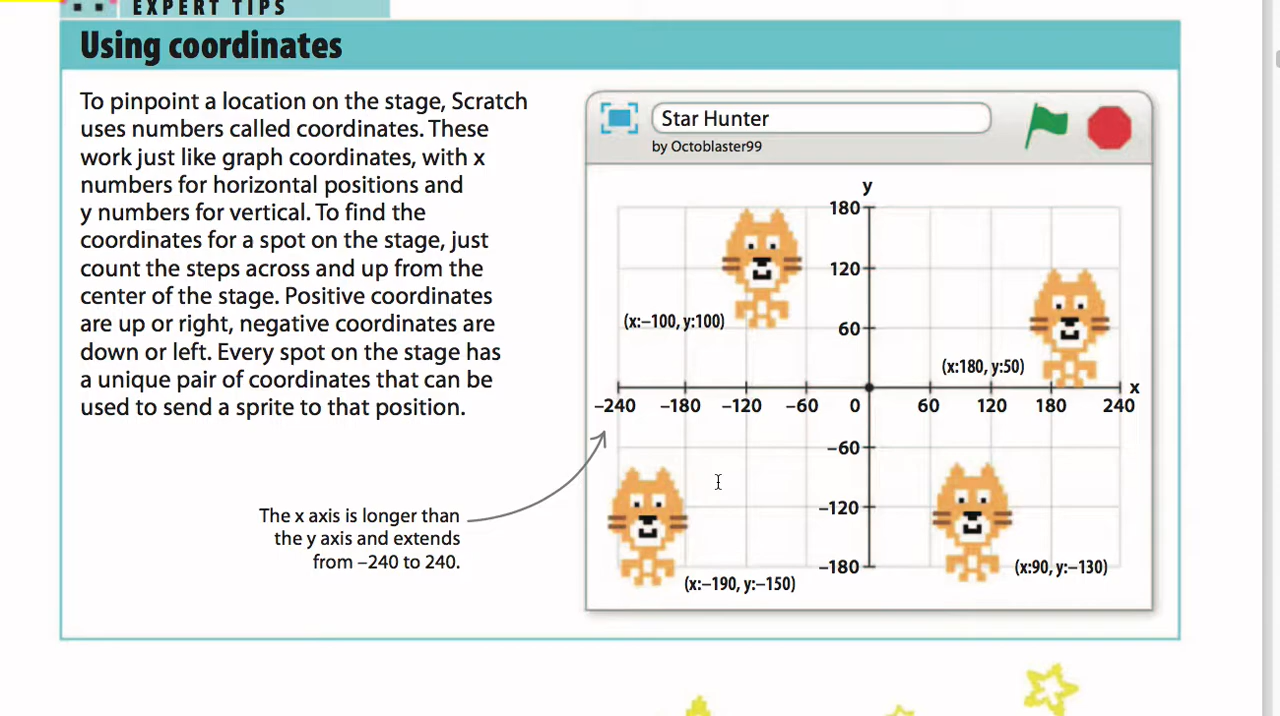 EXPERT TIPS
Using coordinates
To pinpoint a location on the stage, Scratch
uses numbers called coordinates. These
work just like graph coordinates, with x
numbers for horizontal positions and
y numbers for vertical. To find the
coordinates for a spot on the stage, just
count the steps across and up from the
center of the stage. Positive coordinates
are up or right, negative coordinates are
down or left. Every spot on the stage has
a unique pair of coordinates that can be
used to send a sprite to that position.
The x axis is longer than
the y axis and extends
from –240 to 240.
Star Hunter
by Octoblaster99
y
180
120
(x:–100, y:100)
60
(x:180, y:50)
x
–240 –180 –120 –60 0 60 120 180 240
–60
–120
–180
(x:90, y:–130)
(x:–190, y:–150)